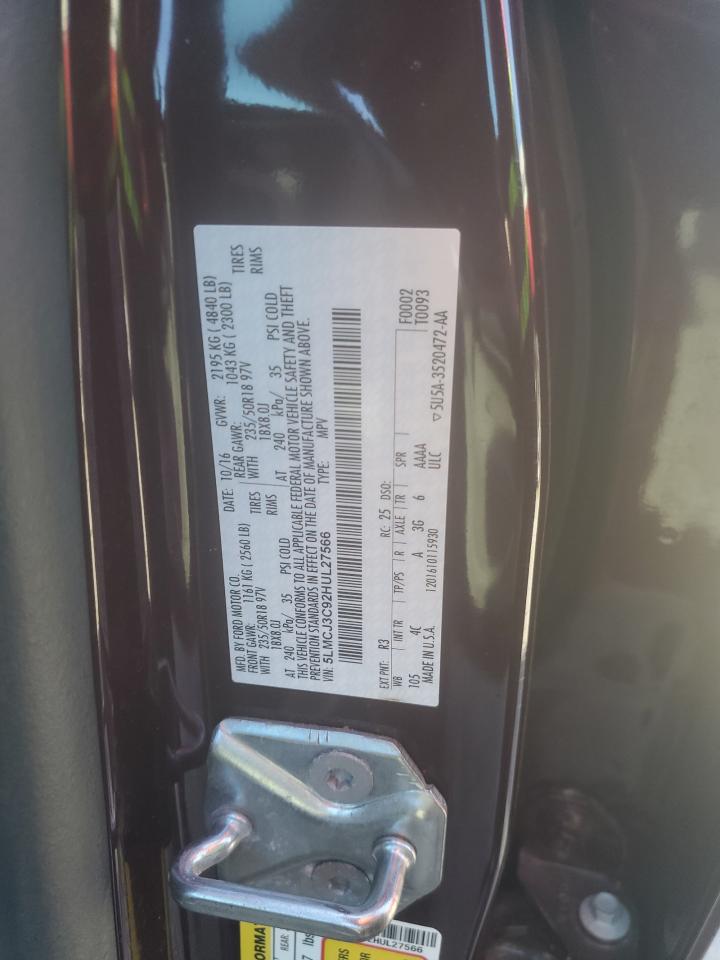 MFD. BY FORD MOTOR CO.
DATE: 10/16 GVWR: 2195 KG ( 4840 LB)
FRONT GAWR: 1161 KG (2560 LB) REAR GAWR: 1043 KG ( 2300 LB)
WITH 235/50R18 97V TIRES WITH 235/50R18 97V TIRES
18X8.0J RIMS 18X8.0J RIMS
AT 240 kPa/ 35 PSI COLD AT 240 kPa/ 35 PSI COLD
THIS VEHICLE CONFORMS TO ALL APPLICABLE FEDERAL MOTOR VEHICLE SAFETY AND THEFT
PREVENTION STANDARDS IN EFFECT ON THE DATE OF MANUFACTURE SHOWN ABOVE.
VIN: 5LMCJ3C92HUL27566 TYPE: MPV
F0002
T0093
EXT PNT: R3 RC: 25 DSO:
WB INT TR TP/PS R AXLE TR SPR
105 4C A 3G 6 AAAA
MADE IN U.S.A. 1201610115930 ULC
▽5U5A-3520472-AA
REAR
HUL27566